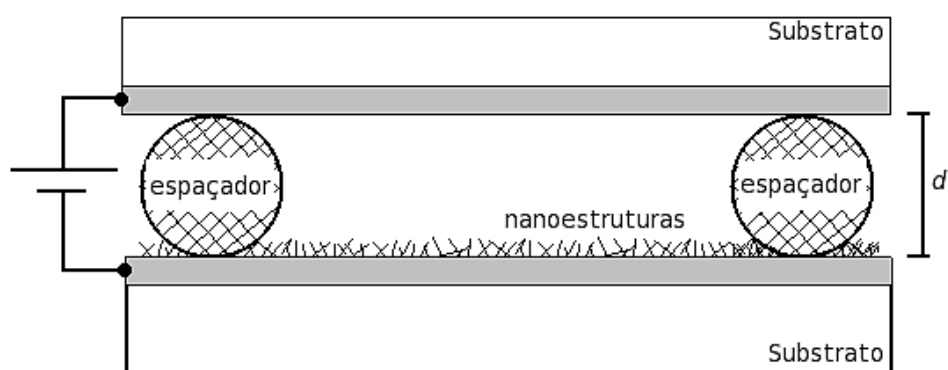 Substrato
espaçador
espaçador
d
nanoestruturas
Substrato